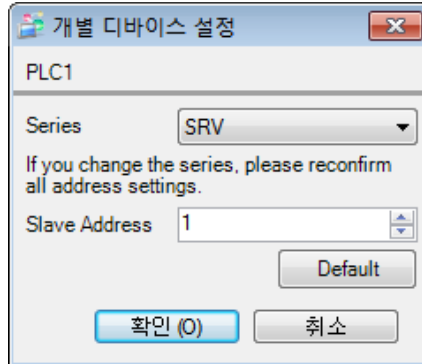 개별 디바이스 설정
PLC1
Series SRV
If you change the series, please reconfirm
all address settings.
Slave Address 1
Default
확인 (O) 취소